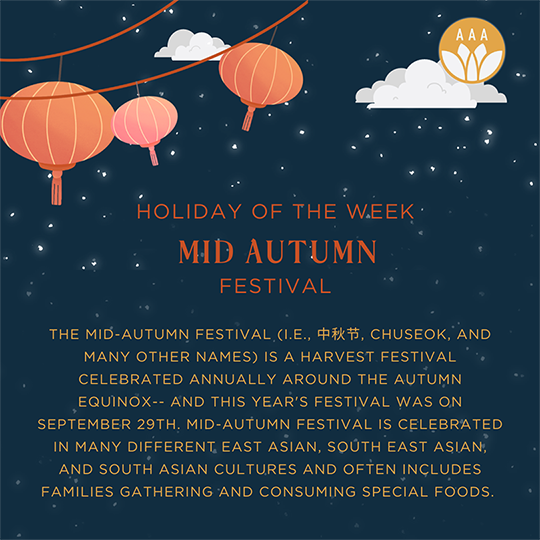 AAA
HOLIDAY OF THE WEEK
MID AUTUMN
FESTIVAL
THE MID-AUTUMN FESTIVAL (I.E., 中秋节, CHUSEOK, AND
MANY OTHER NAMES) IS A HARVEST FESTIVAL
CELEBRATED ANNUALLY AROUND THE AUTUMN
EQUINOX-- AND THIS YEAR'S FESTIVAL WAS ON
SEPTEMBER 29TH. MID-AUTUMN FESTIVAL IS CELEBRATED
IN MANY DIFFERENT EAST ASIAN, SOUTH EAST ASIAN,
AND SOUTH ASIAN CULTURES AND OFTEN INCLUDES
FAMILIES GATHERING AND CONSUMING SPECIAL FOODS.